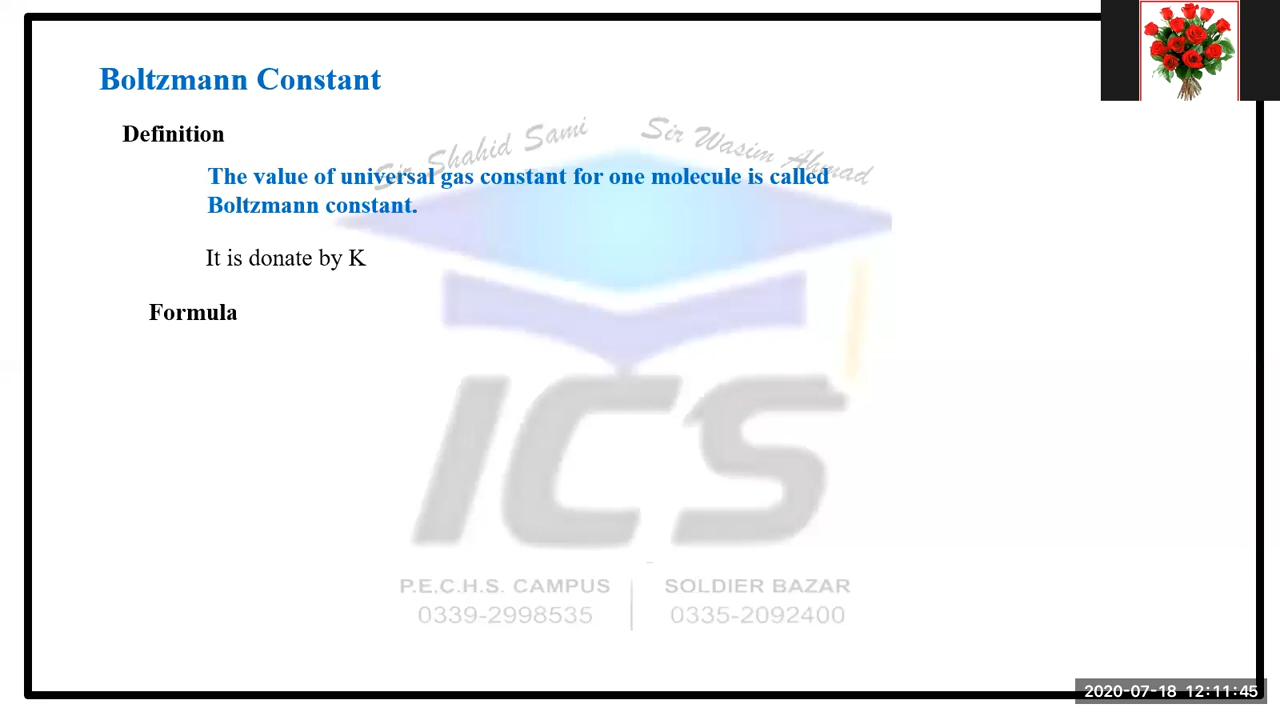 Boltzmann Constant
Definition
Sir Shahid Sami Sir Wasim Ahmad
The value of universal gas constant for one molecule is called
Boltzmann constant.
It is donate by K
Formula
ICS
P.E.C.H.S. CAMPUS SOLDIER BAZAR
0339-2998535 0335-2092400
2020-07-18 12:11:45